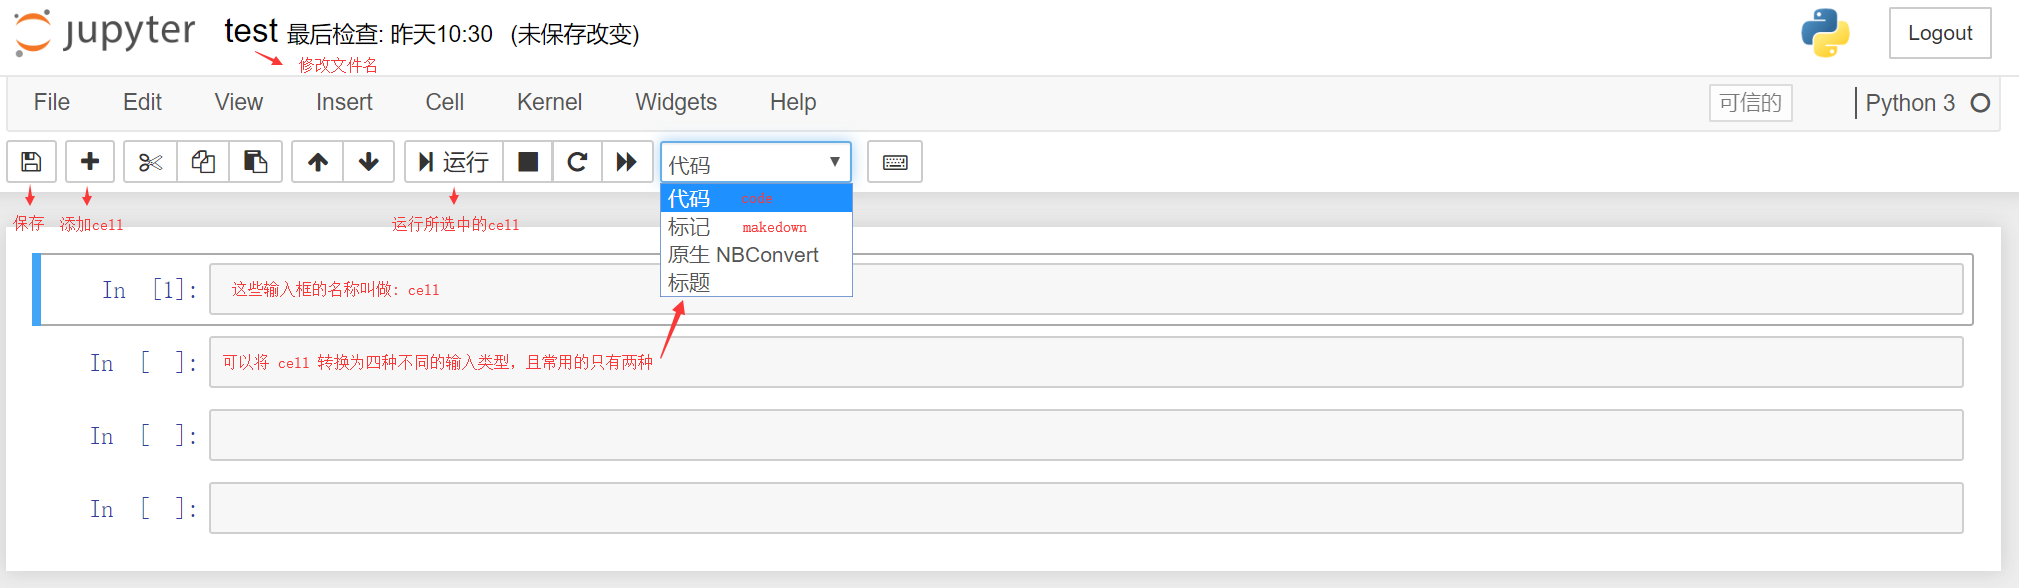 jupyter test 最后检查: 昨天10:30 (未保存改变) Logout
修改文件名
File Edit View Insert Cell Kernel Widgets Help 可信的 Python 3
运行 代码
代码 code
保存 添加cell 运行所选中的cell 标记 makedown
原生 NBConvert
标题
In [1]: 这些输入框的名称叫做: cell
In [ ]: 可以将 cell 转换为四种不同的输入类型，且常用的只有两种
In [ ]:
In [ ]: